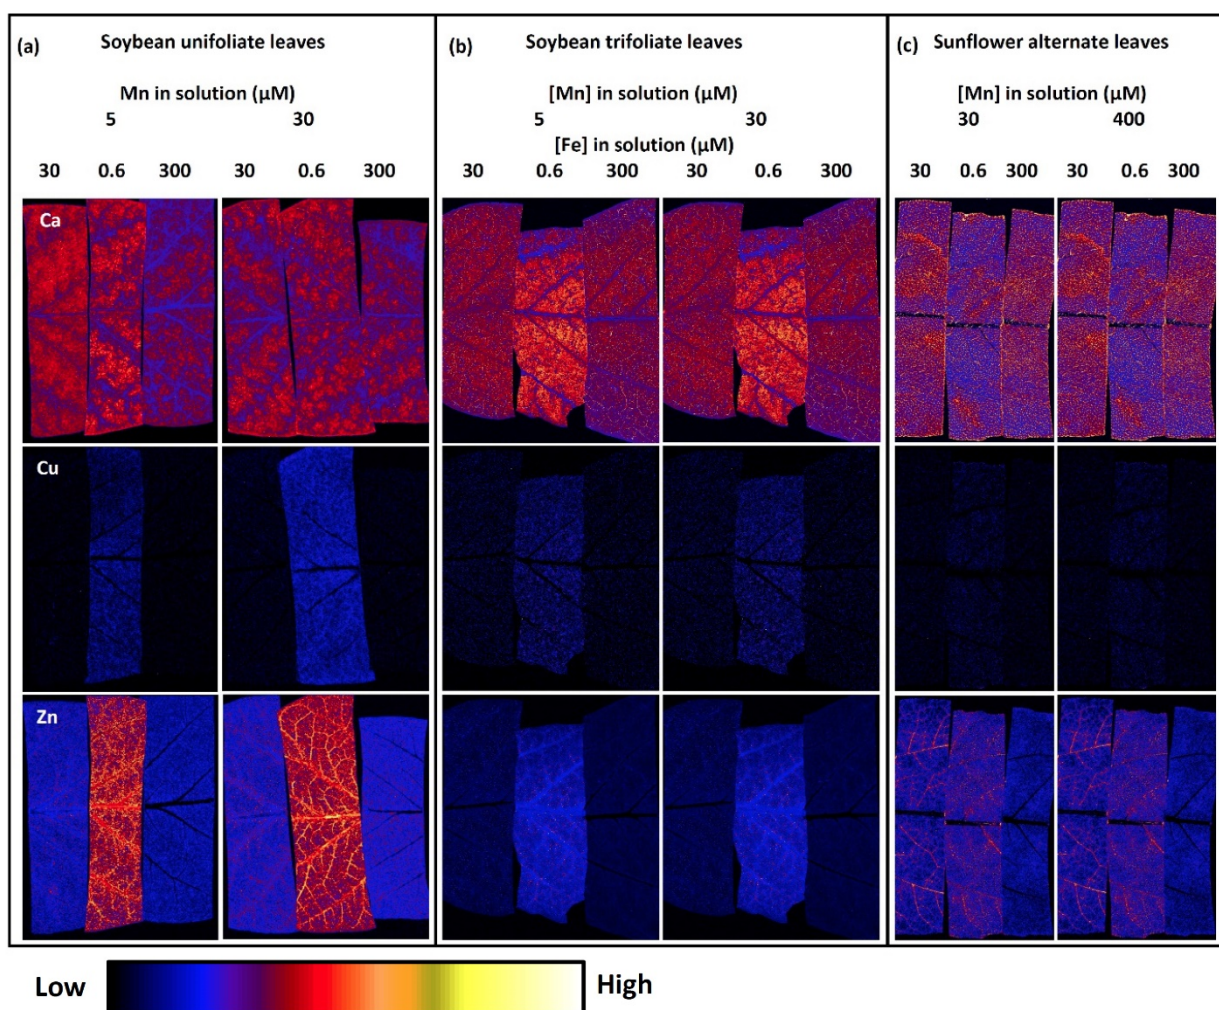 (a) Soybean unifoliate leaves
Mn in solution (µM)
5 30
30 0.6 300 30 0.6 300
Ca
Cu
Zn
(b) Soybean trifoliate leaves
[Mn] in solution (µM)
5 30
[Fe] in solution (µM)
30 0.6 300 30 0.6 300
(c) Sunflower alternate leaves
[Mn] in solution (µM)
30 400
30 0.6 300 30 0.6 300
Low High